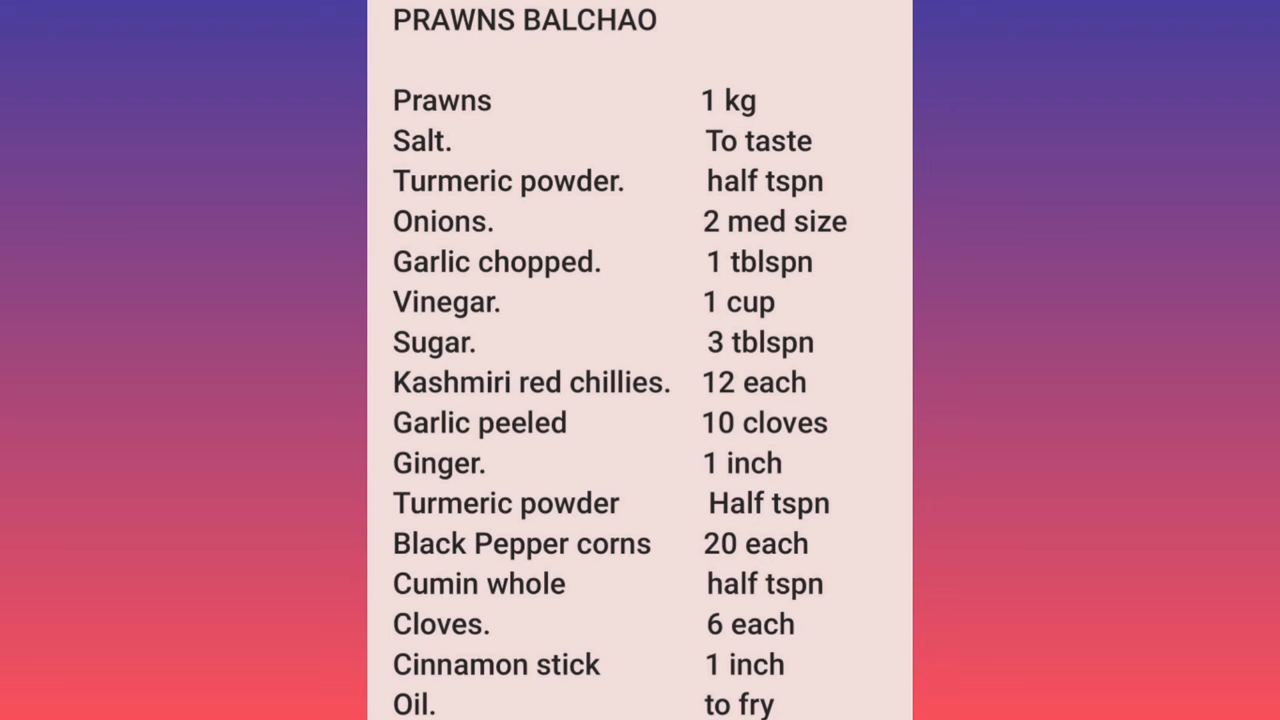 PRAWNS BALCHAO
Prawns 1 kg
Salt. To taste
Turmeric powder. half tspn
Onions. 2 med size
Garlic chopped. 1 tblspn
Vinegar. 1 cup
Sugar. 3 tblspn
Kashmiri red chillies. 12 each
Garlic peeled 10 cloves
Ginger. 1 inch
Turmeric powder Half tspn
Black Pepper corns 20 each
Cumin whole half tspn
Cloves. 6 each
Cinnamon stick 1 inch
Oil. to fry